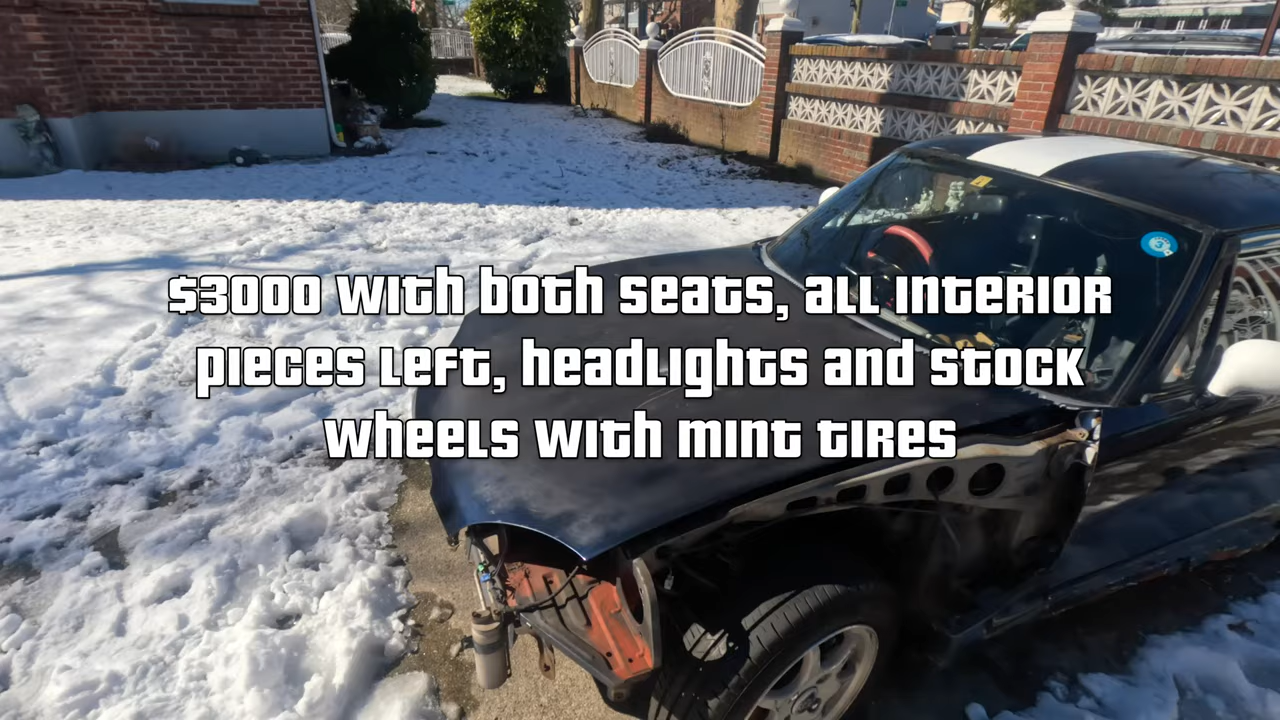 $3000 with both seats, all interior
pieces left, headlights and stock
wheels with mint tires